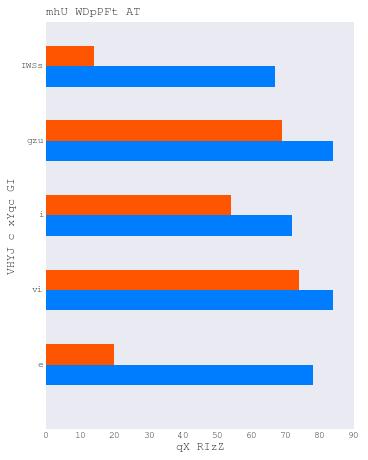 mhU WDpPFt AT
IWSs
gzu
i
vi
e
VHYJ c xYqc GI
0 10 20 30 40 50 60 70 80 90
qX RIzZ